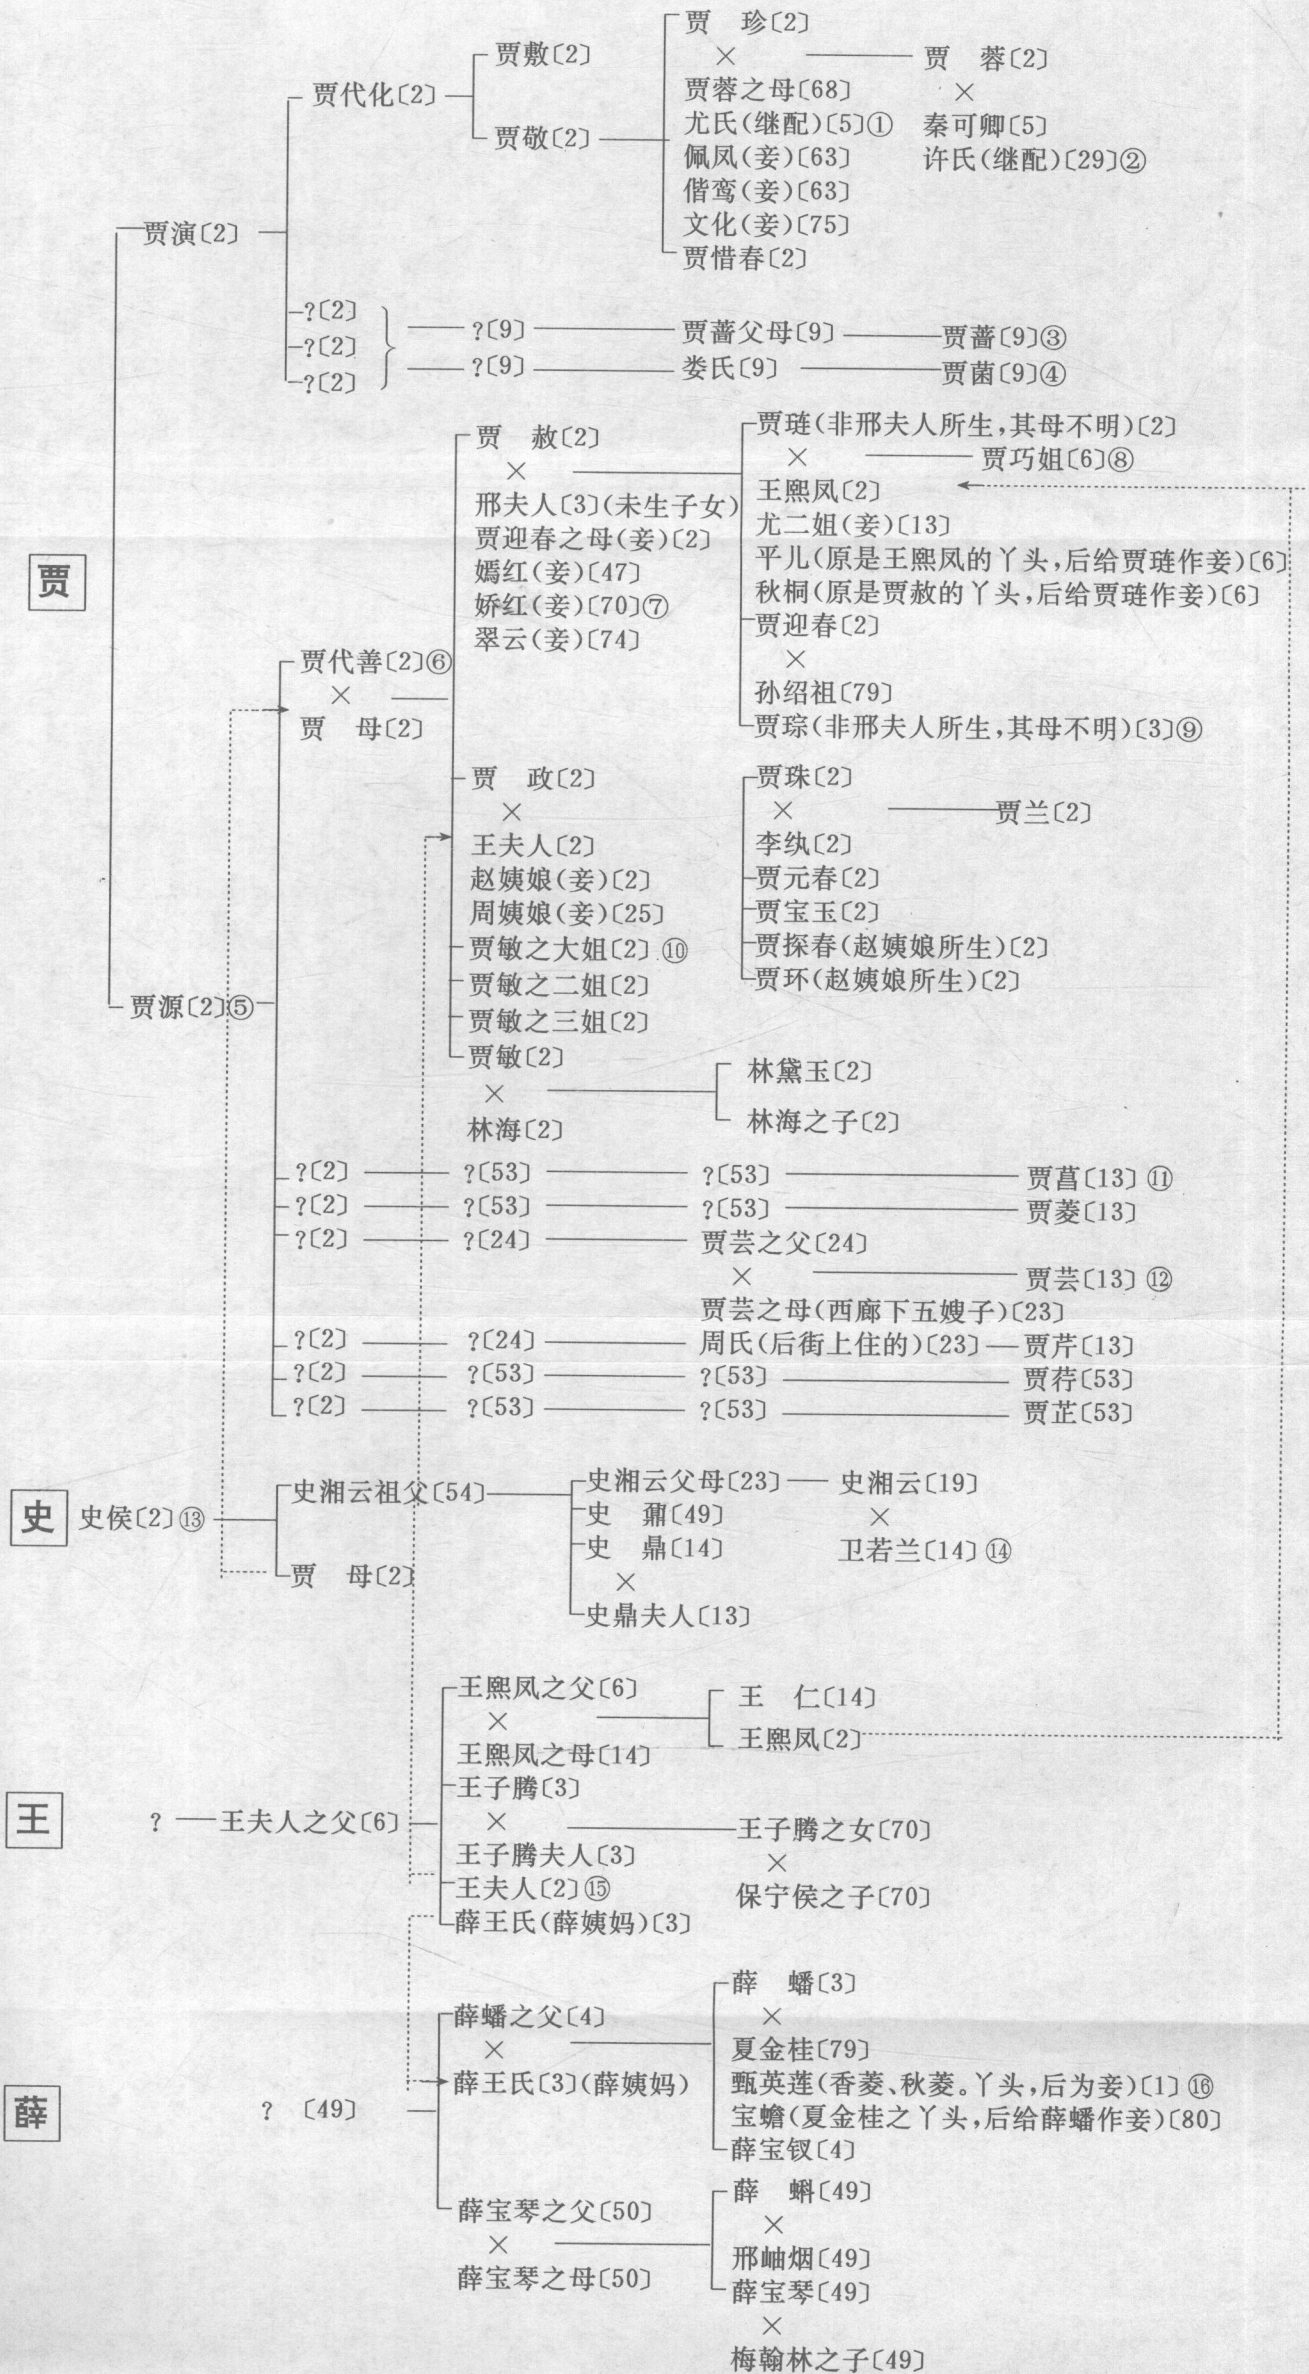 贾
贾演〔2〕
贾代化〔2〕
贾敷〔2〕
贾敬〔2〕
贾 珍〔2〕
×
贾蓉之母〔68〕
尤氏(继配)〔5〕①
佩凤(妾)〔63〕
偕鸾(妾)〔63〕
文化(妾)〔75〕
贾惜春〔2〕
贾 蓉〔2〕
×
秦可卿〔5〕
许氏(继配)〔29〕②
?〔2〕
?〔2〕
?〔2〕
?〔9〕 贾蔷父母〔9〕 贾蔷〔9〕③
?〔9〕 娄氏〔9〕 贾菌〔9〕④
贾源〔2〕⑤
贾代善〔2〕⑥
×
贾 母〔2〕
贾 赦〔2〕
×
邢夫人〔3〕(未生子女)
贾迎春之母(妾)〔2〕
嫣红(妾)〔47〕
娇红(妾)〔70〕⑦
翠云(妾)〔74〕
贾琏(非邢夫人所生,其母不明)〔2〕
× 贾巧姐〔6〕⑧
王熙凤〔2〕
尤二姐(妾)〔13〕
平儿(原是王熙凤的丫头,后给贾琏作妾)〔6〕
秋桐(原是贾赦的丫头,后给贾琏作妾)〔6〕
贾迎春〔2〕
×
孙绍祖〔79〕
贾琮(非邢夫人所生,其母不明)〔3〕⑨
贾 政〔2〕
×
王夫人〔2〕
赵姨娘(妾)〔2〕
周姨娘(妾)〔25〕
贾敏之大姐〔2〕⑩
贾敏之二姐〔2〕
贾敏之三姐〔2〕
贾敏〔2〕
×
林海〔2〕
贾珠〔2〕
× 贾兰〔2〕
李纨〔2〕
贾元春〔2〕
贾宝玉〔2〕
贾探春(赵姨娘所生)〔2〕
贾环(赵姨娘所生)〔2〕
林黛玉〔2〕
林海之子〔2〕
?〔2〕 ?〔53〕 ?〔53〕 贾菖〔13〕⑪
?〔2〕 ?〔53〕 ?〔53〕 贾菱〔13〕
?〔2〕 ?〔24〕 贾芸之父〔24〕
× 贾芸〔13〕⑫
贾芸之母(西廊下五嫂子)〔23〕
?〔2〕 ?〔24〕 周氏(后街上住的)〔23〕 贾芹〔13〕
?〔2〕 ?〔53〕 ?〔53〕 贾荇〔53〕
?〔2〕 ?〔53〕 ?〔53〕 贾芷〔53〕
史 史侯〔2〕⑬
史湘云祖父〔54〕
贾 母〔2〕
史湘云父母〔23〕
史 鼐〔49〕
史 鼎〔14〕
×
史鼎夫人〔13〕
史湘云〔19〕
×
卫若兰〔14〕⑭
王 ? 王夫人之父〔6〕
王熙凤之父〔6〕
×
王熙凤之母〔14〕
王子腾〔3〕
×
王子腾夫人〔3〕
王夫人〔2〕⑮
薛王氏(薛姨妈)〔3〕
王 仁〔14〕
王熙凤〔2〕
王子腾之女〔70〕
×
保宁侯之子〔70〕
薛 ? 〔49〕
薛蟠之父〔4〕
×
薛王氏〔3〕(薛姨妈)
薛 蟠〔3〕
×
夏金桂〔79〕
甄英莲(香菱、秋菱。丫头,后为妾)〔1〕⑯
宝蟾(夏金桂之丫头,后给薛蟠作妾)〔80〕
薛宝钗〔4〕
薛宝琴之父〔50〕
×
薛宝琴之母〔50〕
薛 蝌〔49〕
×
邢岫烟〔49〕
薛宝琴〔49〕
×
梅翰林之子〔49〕